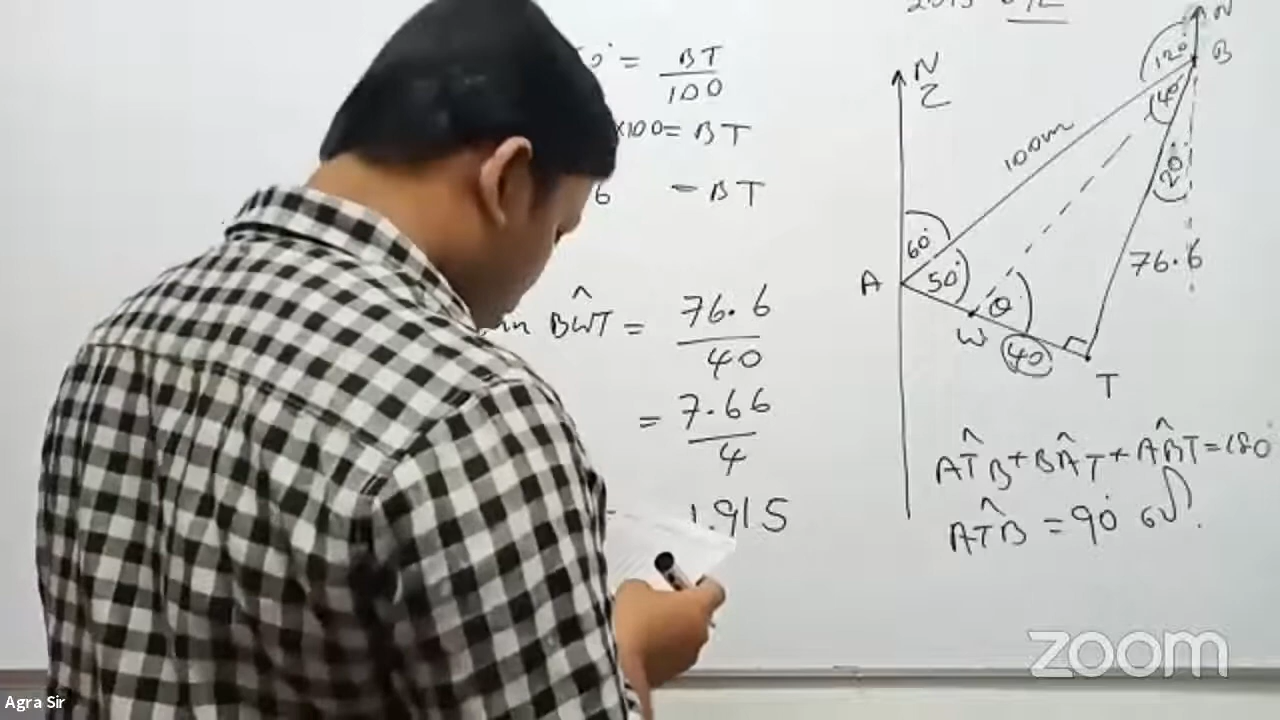 = BT
100
×100 = BT
6 = BT
BŴT = 76.6
40
= 7.66
4
1.915
N
Z
N
B
120°
40°
20°
100m
60°
50°
A
θ
W
40
T
76.6
AT̂B + BÂT + AB̂T = 180°
AT̂B = 90°
zoom
Agra Sir